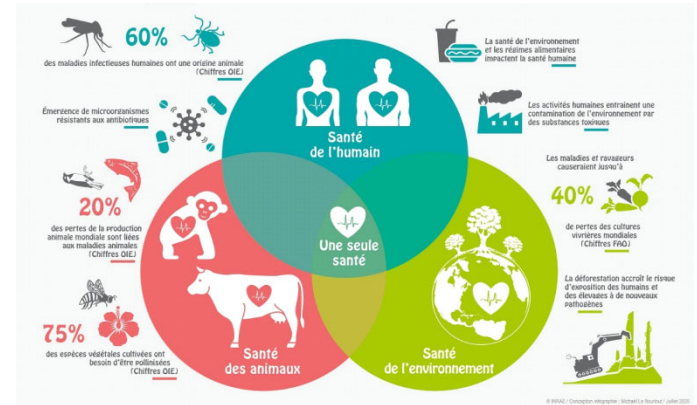 60%
des maladies infectieuses humaines ont une origine animale
(Chiffres OIE)
Émergence de microorganismes
résistants aux antibiotiques
20%
des pertes de la production
animale mondiale sont liées
aux maladies animales
(Chiffres OIE)
75%
des espèces végétales cultivées ont
besoin d'être pollinisées
(Chiffres OIE)
Santé
de l'humain
Une seule
santé
Santé
des animaux
Santé
de l'environnement
La santé de l'environnement
et les régimes alimentaires
impactent la santé humaine
Les activités humaines entrainent une
contamination de l'environnement par
des substances toxiques
Les maladies et ravageurs
causeraient jusqu'à
40%
de pertes des cultures
vivrières mondiales
(Chiffres FAO)
La déforestation accroît le risque
d'exposition des humains et
des élevages à de nouveaux
pathogènes
© INRAE / Conception infographie : Michaël Le Bourlout / Juillet 2020